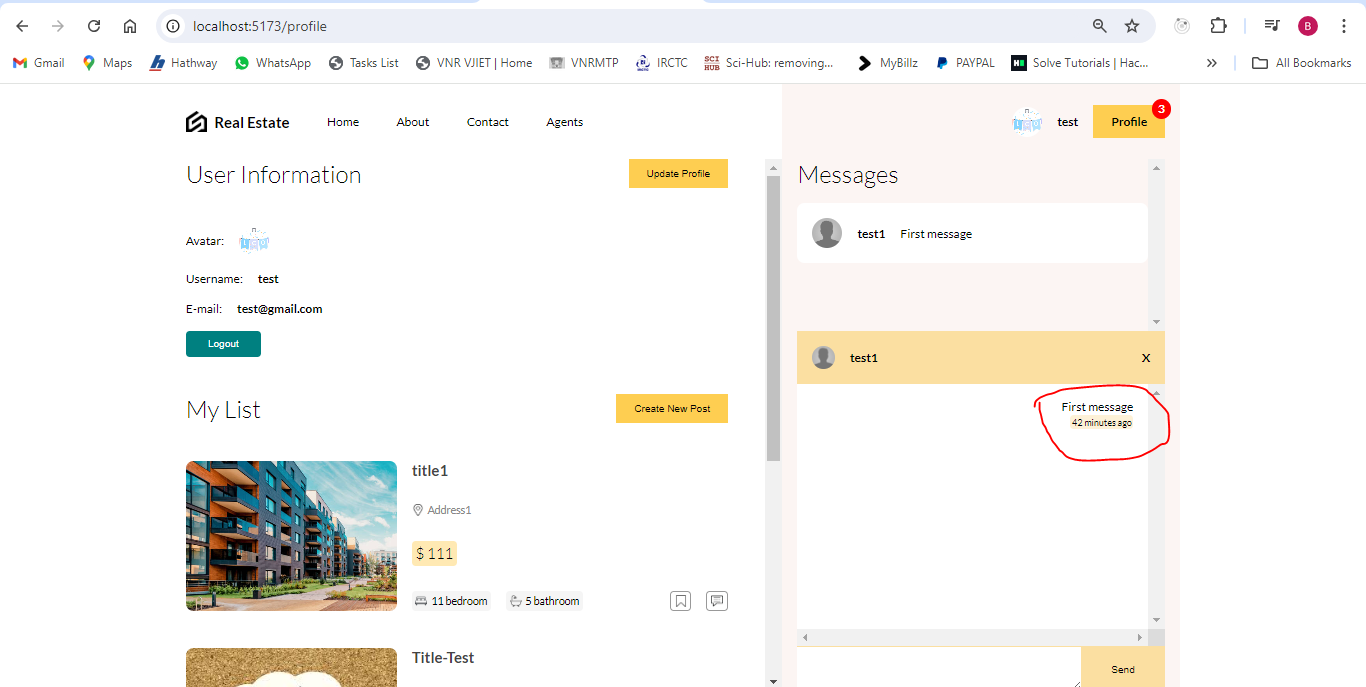 localhost:5173/profile
B
Gmail Maps Hathway WhatsApp Tasks List VNR VJIET | Home VNRMTP IRCTC SCI HUB Sci-Hub: removing... MyBillz PAYPAL Solve Tutorials | Hac... » All Bookmarks
Real Estate Home About Contact Agents
test Profile 3
User Information
Update Profile
Avatar:
Username: test
E-mail: test@gmail.com
Logout
My List
Create New Post
title1
Address1
$ 111
11 bedroom 5 bathroom
Title-Test
Messages
test1 First message
test1 X
First message
42 minutes ago
Send